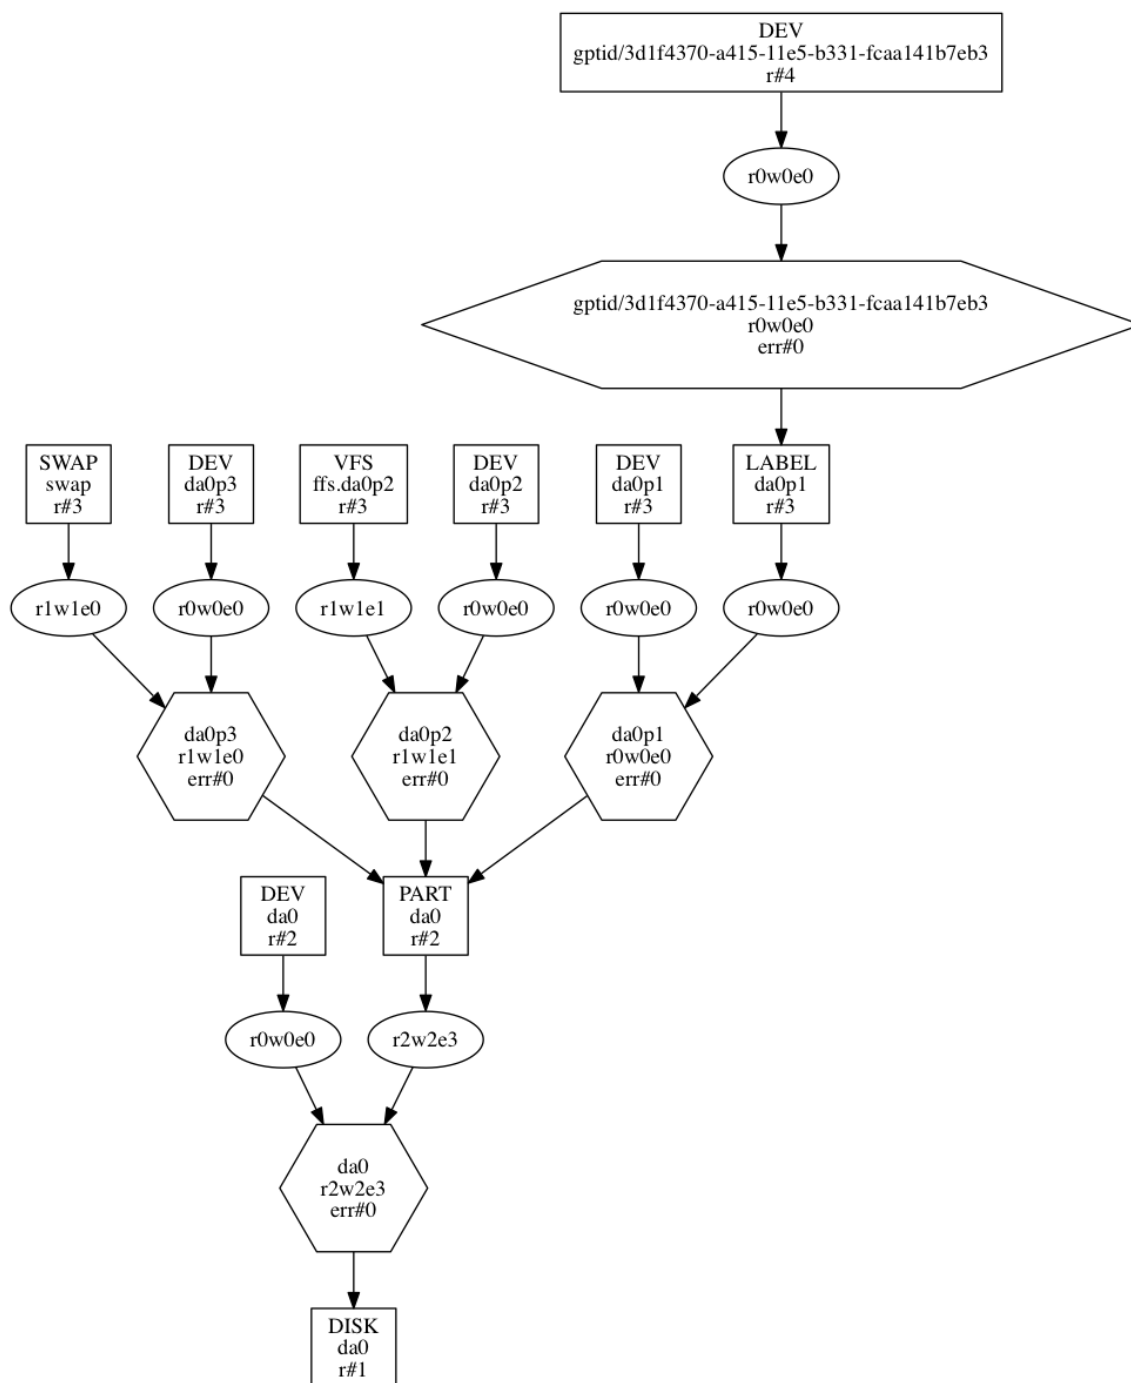 DEV
gptid/3d1f4370-a415-11e5-b331-fcaa141b7eb3
r#4
r0w0e0
gptid/3d1f4370-a415-11e5-b331-fcaa141b7eb3
r0w0e0
err#0
SWAP
swap
r#3
DEV
da0p3
r#3
VFS
ffs.da0p2
r#3
DEV
da0p2
r#3
DEV
da0p1
r#3
LABEL
da0p1
r#3
r1w1e0
r0w0e0
r1w1e1
r0w0e0
r0w0e0
r0w0e0
da0p3
r1w1e0
err#0
da0p2
r1w1e1
err#0
da0p1
r0w0e0
err#0
DEV
da0
r#2
PART
da0
r#2
r0w0e0
r2w2e3
da0
r2w2e3
err#0
DISK
da0
r#1